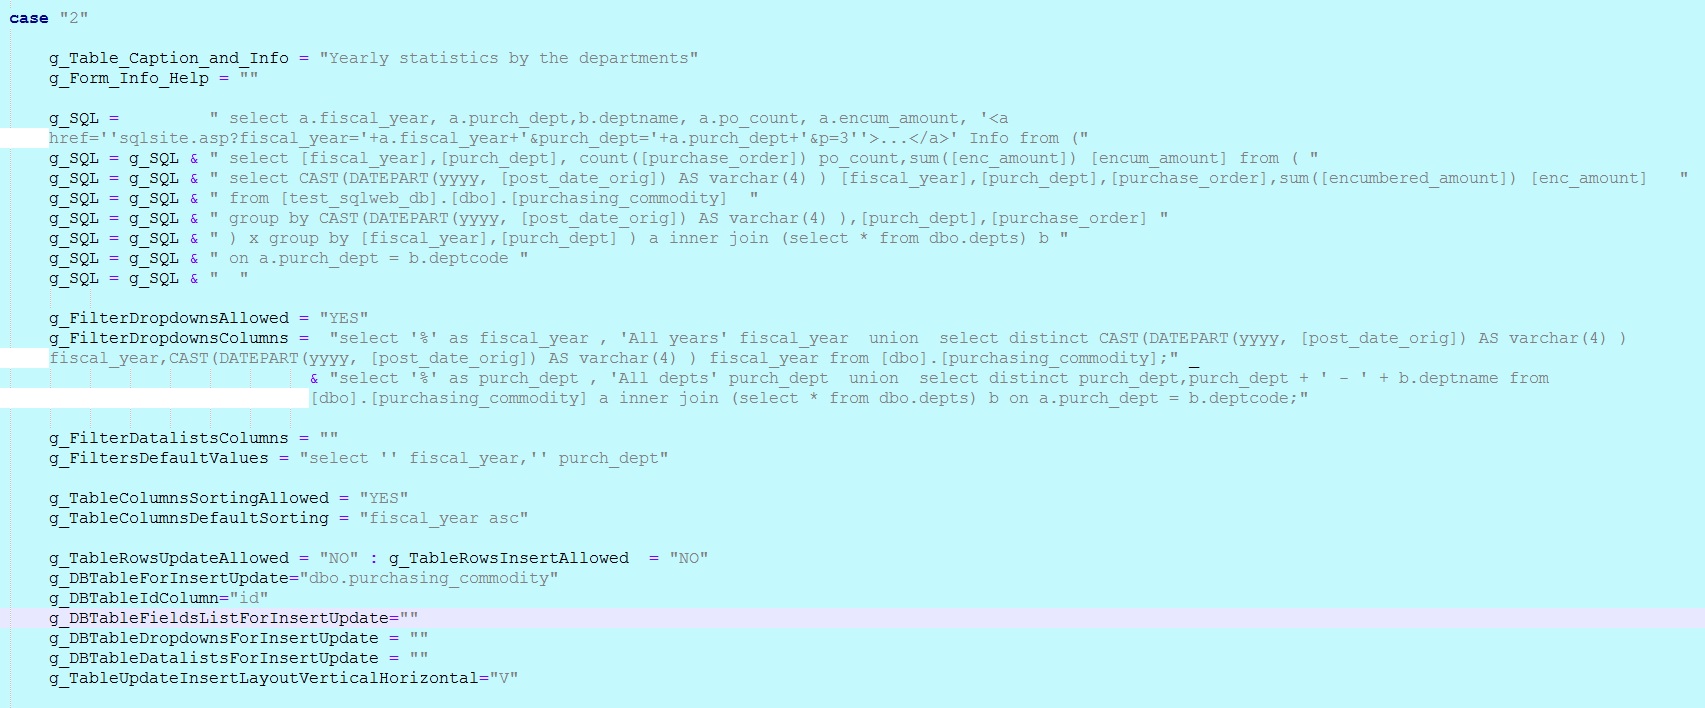 case "2"
g_Table_Caption_and_Info = "Yearly statistics by the departments"
g_Form_Info_Help = ""
g_SQL =         " select a.fiscal_year, a.purch_dept,b.deptname, a.po_count, a.encum_amount, '<a
href=''sqlsite.asp?fiscal_year='+a.fiscal_year+'&purch_dept='+a.purch_dept+'&p=3''>...</a>' Info from ("
g_SQL = g_SQL & " select [fiscal_year],[purch_dept], count([purchase_order]) po_count,sum([enc_amount]) [encum_amount] from ( "
g_SQL = g_SQL & " select CAST(DATEPART(yyyy, [post_date_orig]) AS varchar(4) ) [fiscal_year],[purch_dept],[purchase_order],sum([encumbered_amount]) [enc_amount]   "
g_SQL = g_SQL & " from [test_sqlweb_db].[dbo].[purchasing_commodity]  "
g_SQL = g_SQL & " group by CAST(DATEPART(yyyy, [post_date_orig]) AS varchar(4) ),[purch_dept],[purchase_order] "
g_SQL = g_SQL & " ) x group by [fiscal_year],[purch_dept] ) a inner join (select * from dbo.depts) b "
g_SQL = g_SQL & " on a.purch_dept = b.deptcode "
g_SQL = g_SQL & "  "
g_FilterDropdownsAllowed = "YES"
g_FilterDropdownsColumns =  "select '%' as fiscal_year , 'All years' fiscal_year  union  select distinct CAST(DATEPART(yyyy, [post_date_orig]) AS varchar(4) )
fiscal_year,CAST(DATEPART(yyyy, [post_date_orig]) AS varchar(4) ) fiscal_year from [dbo].[purchasing_commodity];" _
& "select '%' as purch_dept , 'All depts' purch_dept  union  select distinct purch_dept,purch_dept + ' - ' + b.deptname from
[dbo].[purchasing_commodity] a inner join (select * from dbo.depts) b on a.purch_dept = b.deptcode;"
g_FilterDatalistsColumns = ""
g_FiltersDefaultValues = "select '' fiscal_year,'' purch_dept"
g_TableColumnsSortingAllowed = "YES"
g_TableColumnsDefaultSorting = "fiscal_year asc"
g_TableRowsUpdateAllowed = "NO" : g_TableRowsInsertAllowed  = "NO"
g_DBTableForInsertUpdate="dbo.purchasing_commodity"
g_DBTableIdColumn="id"
g_DBTableFieldsListForInsertUpdate=""
g_DBTableDropdownsForInsertUpdate = ""
g_DBTableDatalistsForInsertUpdate = ""
g_TableUpdateInsertLayoutVerticalHorizontal="V"